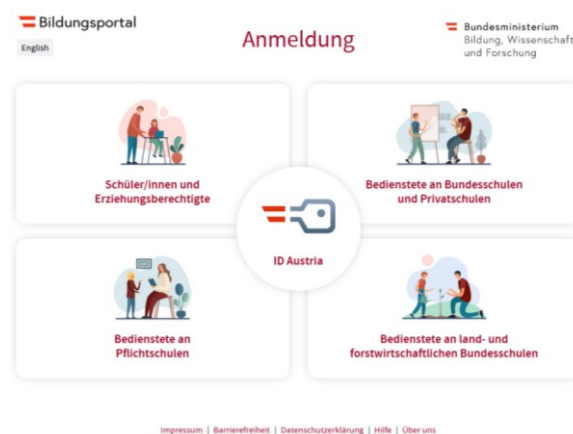 Bildungsportal
English
Anmeldung
Bundesministerium
Bildung, Wissenschaft
und Forschung
Schüler/innen und
Erziehungsberechtigte
Bedienstete an Bundesschulen
und Privatschulen
ID Austria
Bedienstete an
Pflichtschulen
Bedienstete an land- und
forstwirtschaftlichen Bundesschulen
Impressum | Barrierefreiheit | Datenschutzerklärung | Hilfe | Über uns